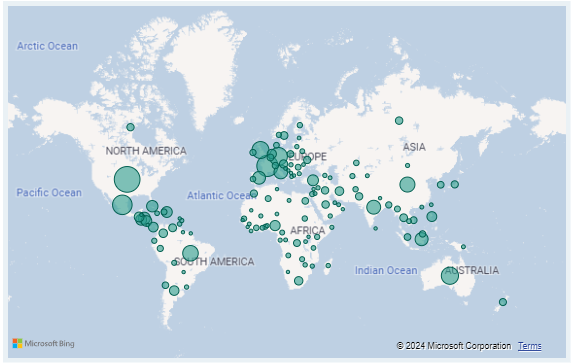 Arctic Ocean
NORTH AMERICA
EUROPE
ASIA
Pacific Ocean
Atlantic Ocean
AFRICA
SOUTH AMERICA
Indian Ocean
AUSTRALIA
Microsoft Bing
© 2024 Microsoft Corporation Terms